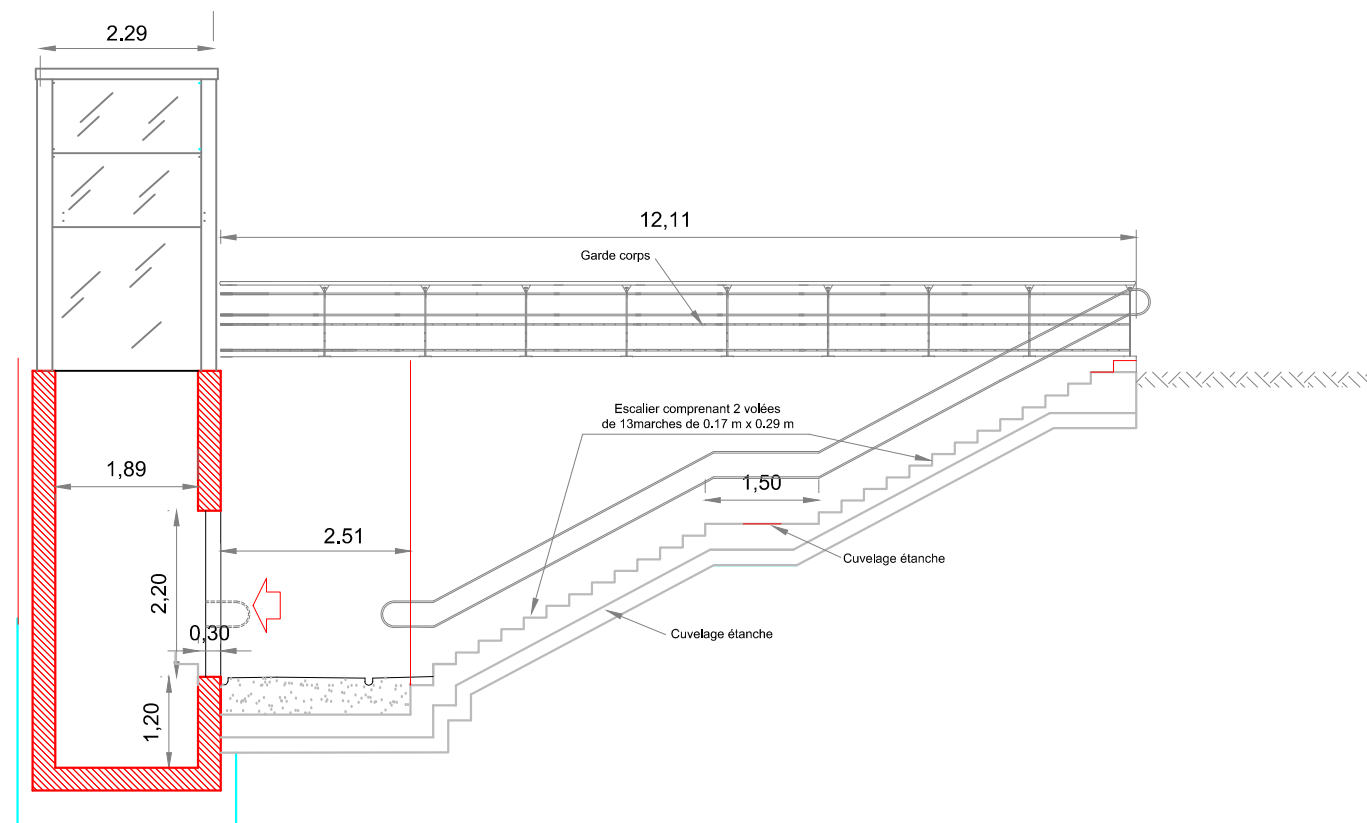 2.29
12,11
Garde corps
Escalier comprenant 2 volées
de 13marches de 0.17 m x 0.29 m
1,89
1,50
2.51
Cuvelage étanche
2,20
0,30
Cuvelage étanche
1,20